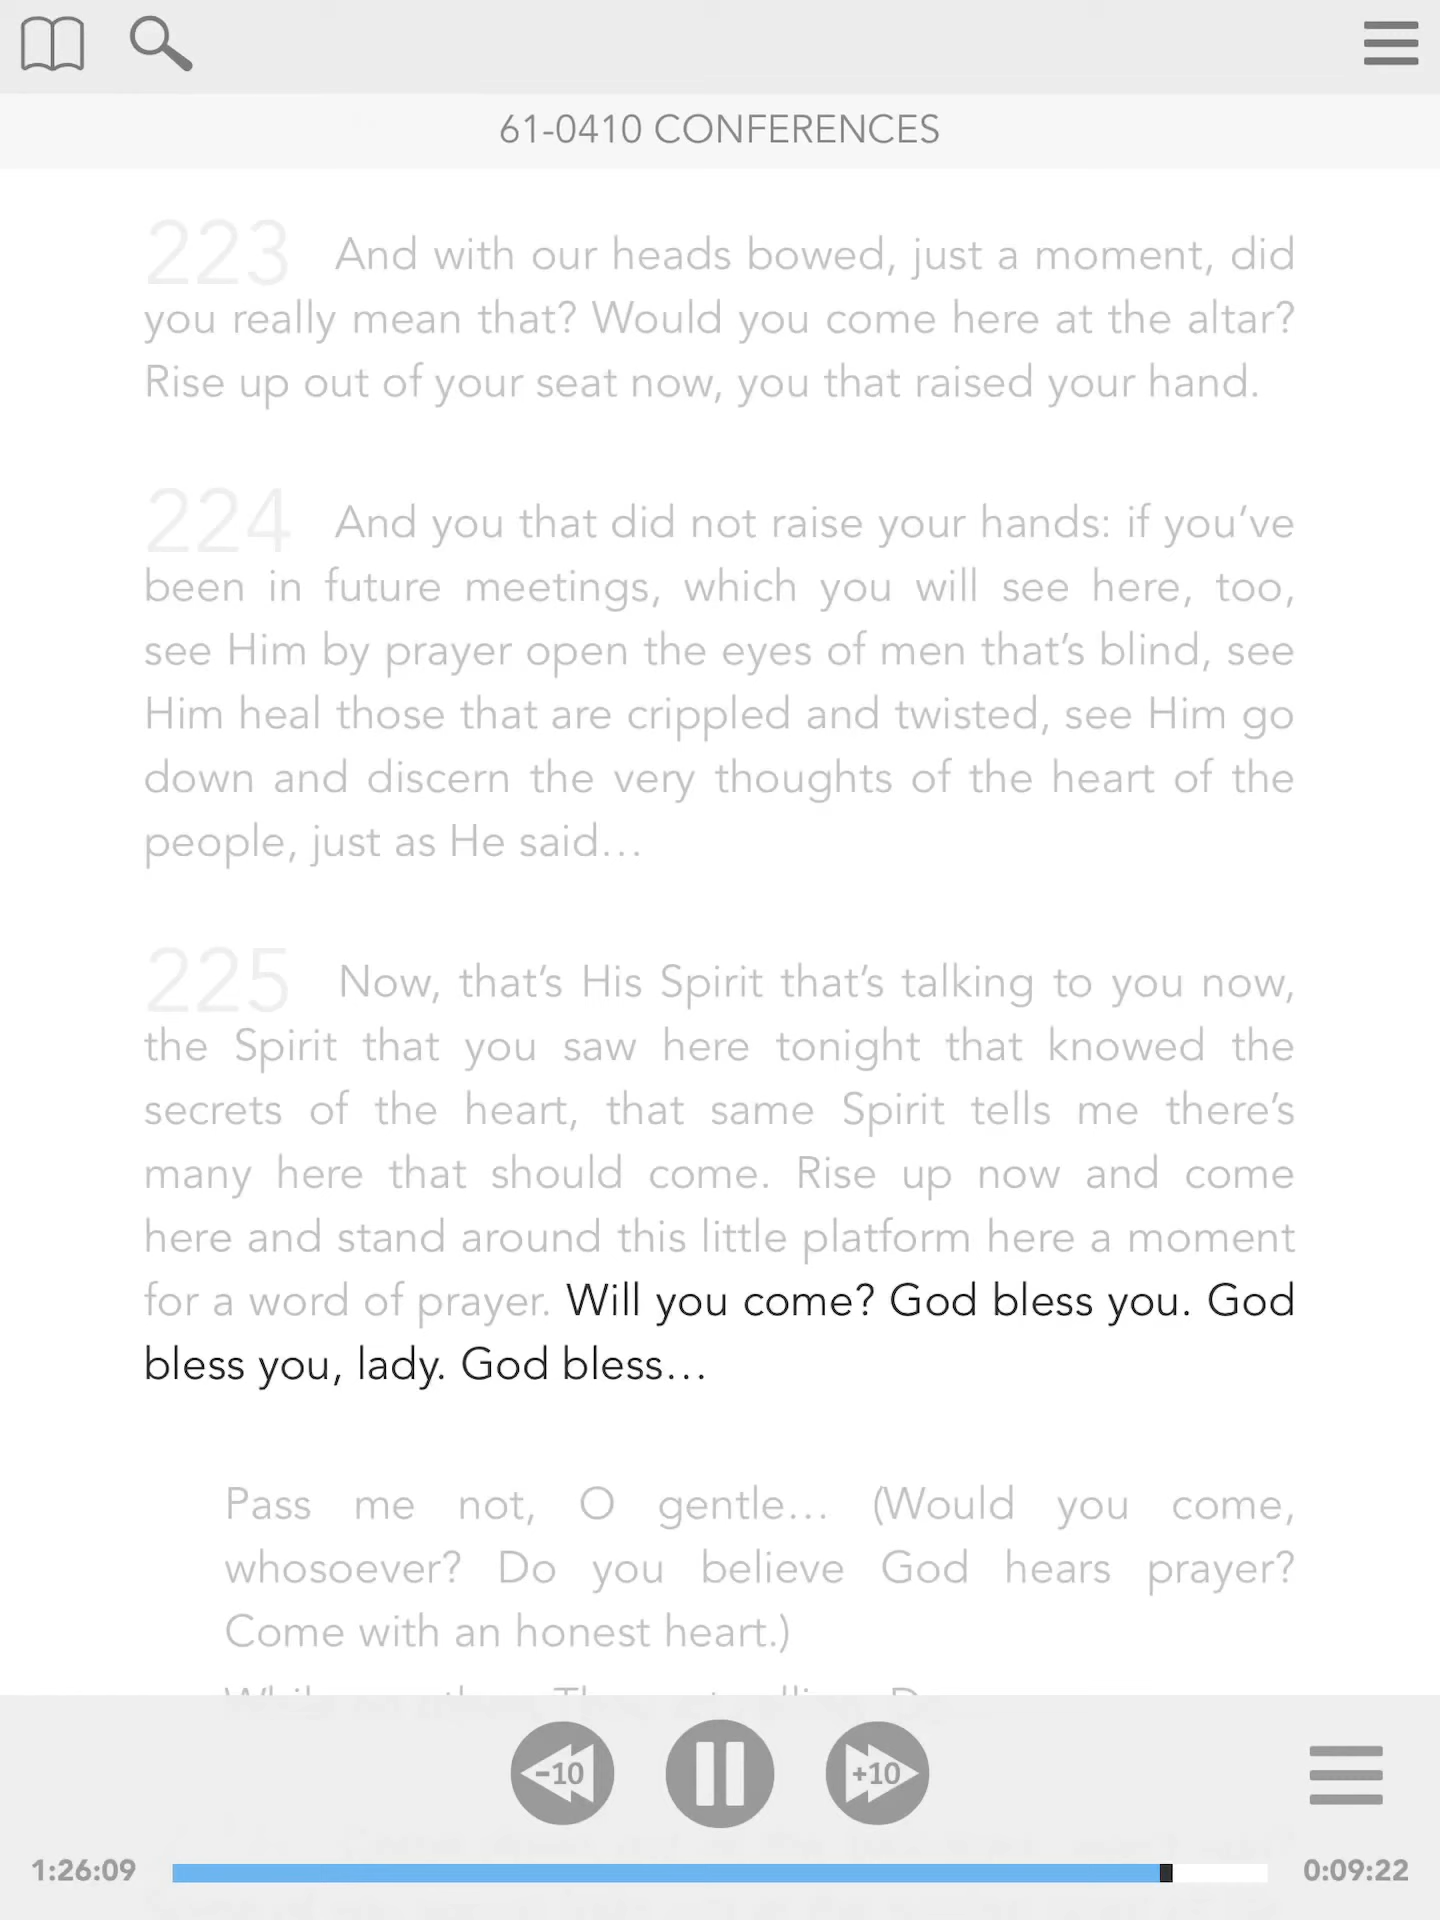 61-0410 CONFERENCES
223 And with our heads bowed, just a moment, did
you really mean that? Would you come here at the altar?
Rise up out of your seat now, you that raised your hand.
224 And you that did not raise your hands: if you’ve
been in future meetings, which you will see here, too,
see Him by prayer open the eyes of men that’s blind, see
Him heal those that are crippled and twisted, see Him go
down and discern the very thoughts of the heart of the
people, just as He said…
225 Now, that’s His Spirit that’s talking to you now,
the Spirit that you saw here tonight that knowed the
secrets of the heart, that same Spirit tells me there’s
many here that should come. Rise up now and come
here and stand around this little platform here a moment
for a word of prayer. Will you come? God bless you. God
bless you, lady. God bless…
Pass me not, O gentle… (Would you come,
whosoever? Do you believe God hears prayer?
Come with an honest heart.)
-10 +10
1:26:09 0:09:22